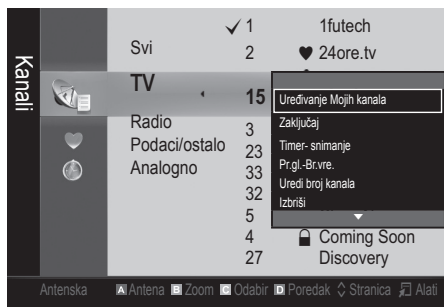 Kanali
1 1futech
Svi 2 24ore.tv
TV 15
Uređivanje Mojih kanala
Zaključaj
Timer- snimanje
Pr.gl.-Br.vre.
Uredi broj kanala
Izbriši
Radio 3
Podaci/ostalo 23
Analogno 33
32
5
4 Coming Soon
27 Discovery
Antenska A Antena B Zoom C Odabir D Poredak Stranica Alati